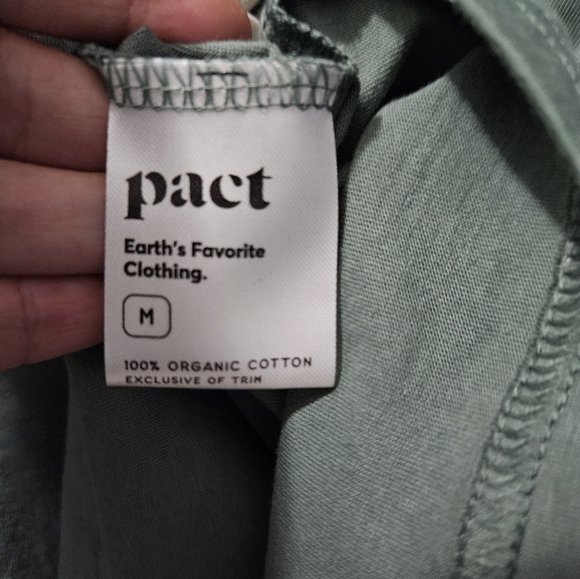 pact
Earth's Favorite
Clothing.
M
100% ORGANIC COTTON
EXCLUSIVE OF TRIM